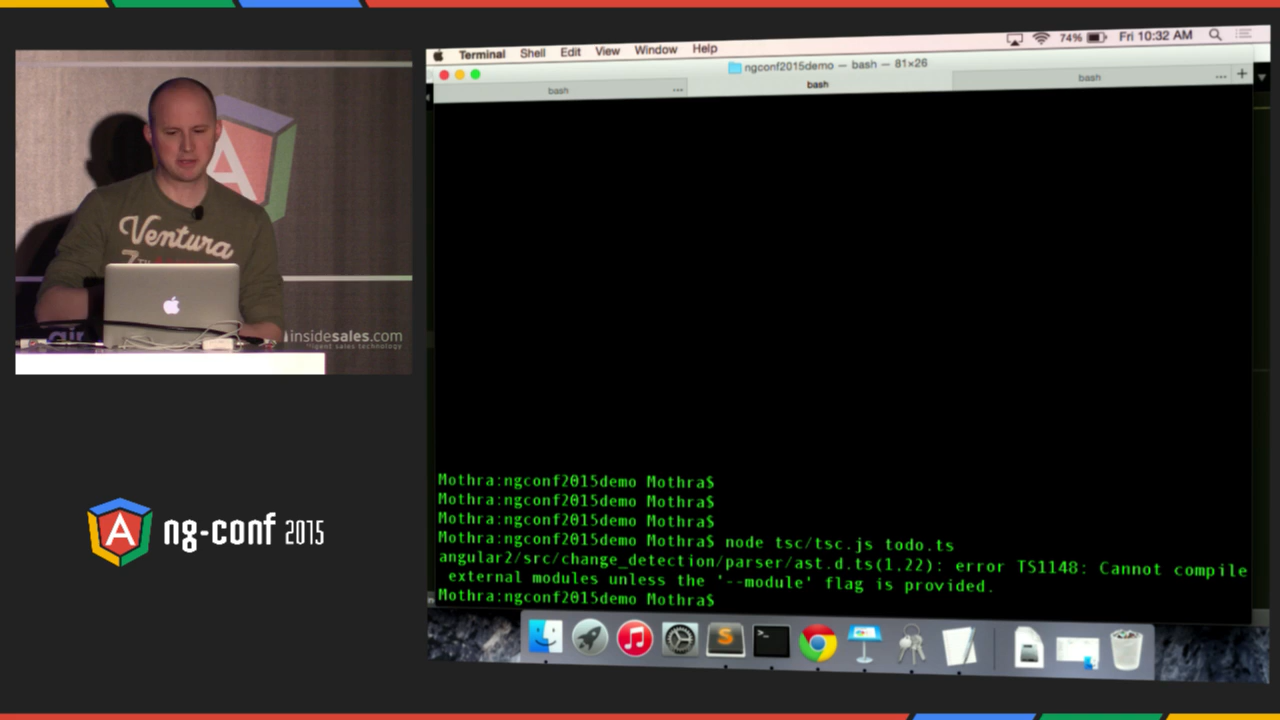 Terminal Shell Edit View Window Help 74% Fri 10:32 AM
ngconf2015demo — bash — 81×26
bash bash bash
Mothra:ngconf2015demo Mothra$
Mothra:ngconf2015demo Mothra$
Mothra:ngconf2015demo Mothra$
Mothra:ngconf2015demo Mothra$ node tsc/tsc.js todo.ts
angular2/src/change_detection/parser/ast.d.ts(1,22): error TS1148: Cannot compile
external modules unless the '--module' flag is provided.
Mothra:ngconf2015demo Mothra$
A
Ventura
insidesales.com
A ng-conf 2015
S
>_